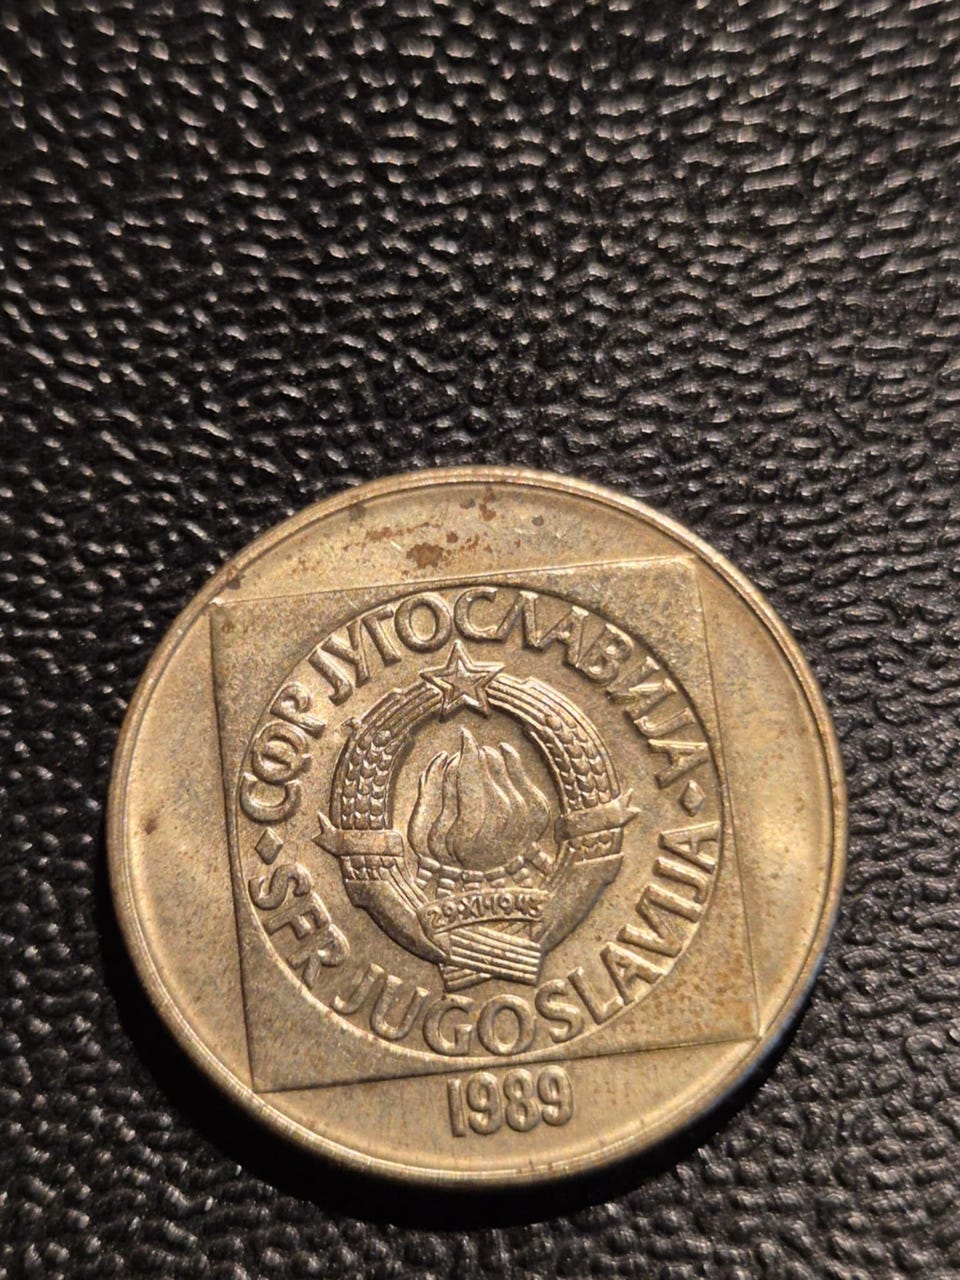 СФР ЈУГОСЛАВИЈА
SFR JUGOSLAVIJA
29·XI·1943
1989